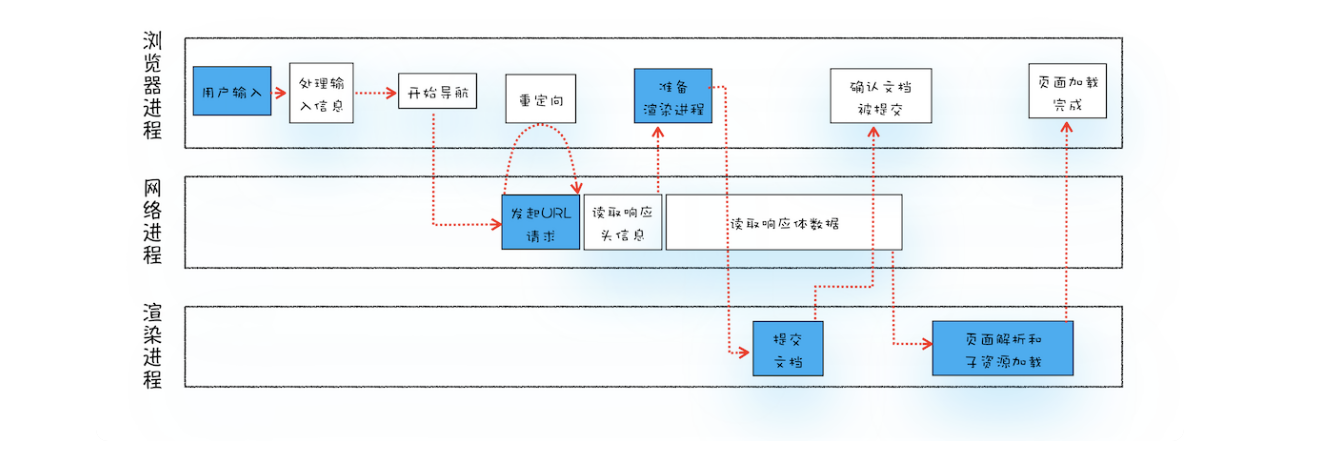 浏览器进程
用户输入
处理输
入信息
开始导航
重定向
准备
渲染进程
确认文档
被提交
页面加载
完成
网络进程
发起URL
请求
读取响应
头信息
读取响应体数据
渲染进程
提交
文档
页面解析和
子资源加载